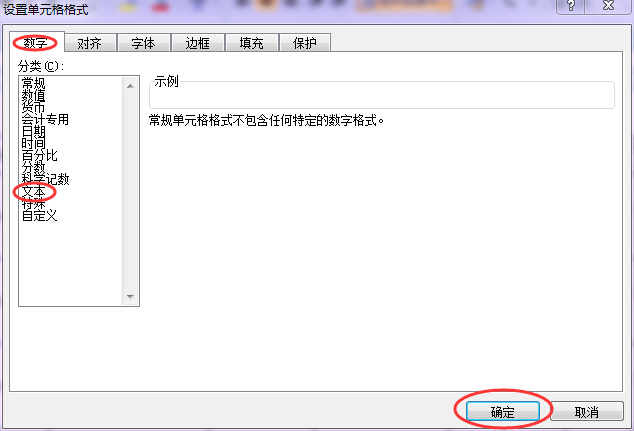 设置单元格格式
数字 对齐 字体 边框 填充 保护
分类(C):
常规
数值
货币
会计专用
日期
时间
百分比
分数
科学记数
文本
特殊
自定义
示例
常规单元格格式不包含任何特定的数字格式。
确定 取消